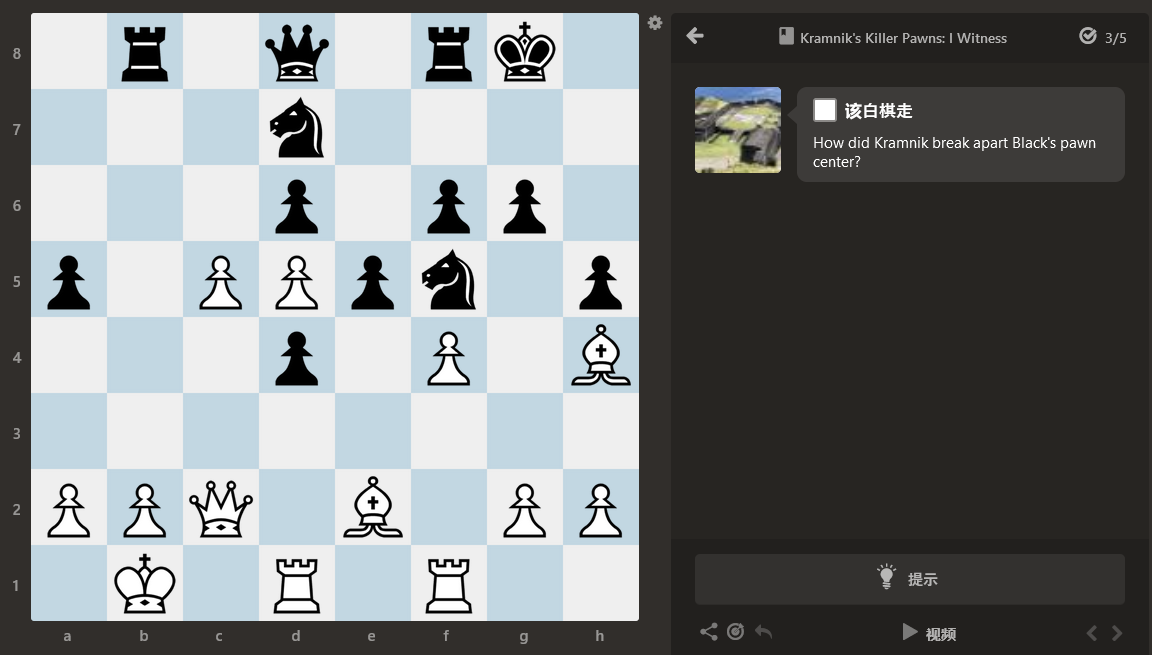 Kramnik's Killer Pawns: I Witness
3/5
该白棋走
How did Kramnik break apart Black's pawn
center?
8
7
6
5
4
3
2
1
a b c d e f g h
提示
视频